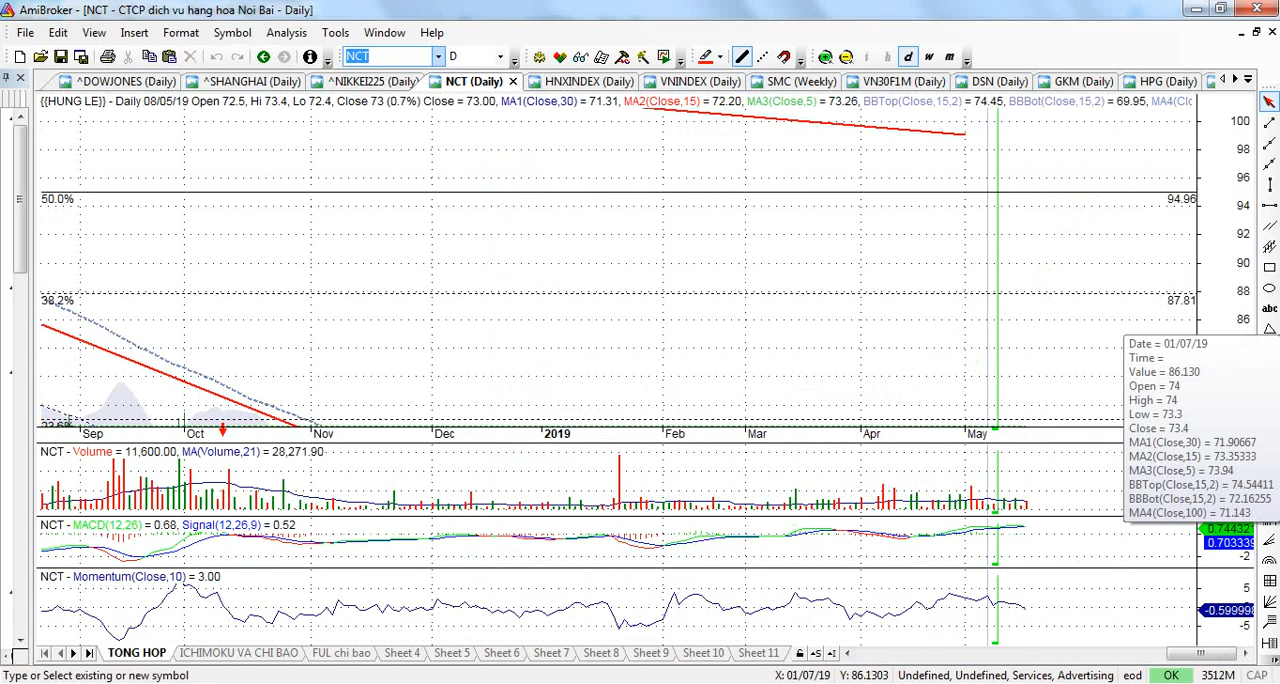 AmiBroker - [NCT - CTCP dich vu hang hoa Noi Bai - Daily]
File Edit View Insert Format Symbol Analysis Tools Window Help
NCT D i h d w m
^DOWJONES (Daily) ^SHANGHAI (Daily) ^NIKKEI225 (Daily) NCT (Daily) HNXINDEX (Daily) VNINDEX (Daily) SMC (Weekly) VN30F1M (Daily) DSN (Daily) GKM (Daily) HPG (Daily)
{{HUNG LE}} - Daily 08/05/19 Open 72.5, Hi 73.4, Lo 72.4, Close 73 (0.7%) Close = 73.00, MA1(Close,30) = 71.31, MA2(Close,15) = 72.20, MA3(Close,5) = 73.26, BBTop(Close,15,2) = 74.45, BBBot(Close,15,2) = 69.95, MA4(Cl
100
98
96
50.0% 94.96
94
92
90
88
38.2% 87.81
86
abc
23.6%
Sep Oct Nov Dec 2019 Feb Mar Apr May
Date = 01/07/19
Time =
Value = 86.130
Open = 74
High = 74
Low = 73.3
Close = 73.4
MA1(Close,30) = 71.90667
MA2(Close,15) = 73.35333
MA3(Close,5) = 73.94
BBTop(Close,15,2) = 74.54411
BBBot(Close,15,2) = 72.16255
MA4(Close,100) = 71.143
NCT - Volume = 11,600.00, MA(Volume,21) = 28,271.90
NCT - MACD(12,26) = 0.68, Signal(12,26,9) = 0.52
0.744327
0.703339
-2
NCT - Momentum(Close,10) = 3.00
5
-0.599998
-5
TONG HOP ICHIMOKU VA CHI BAO FUL chi bao Sheet 4 Sheet 5 Sheet 6 Sheet 7 Sheet 8 Sheet 9 Sheet 10 Sheet 11
Type or Select existing or new symbol X: 01/07/19 Y: 86.1303 Undefined, Undefined, Services, Advertising eod OK 3512M CAP